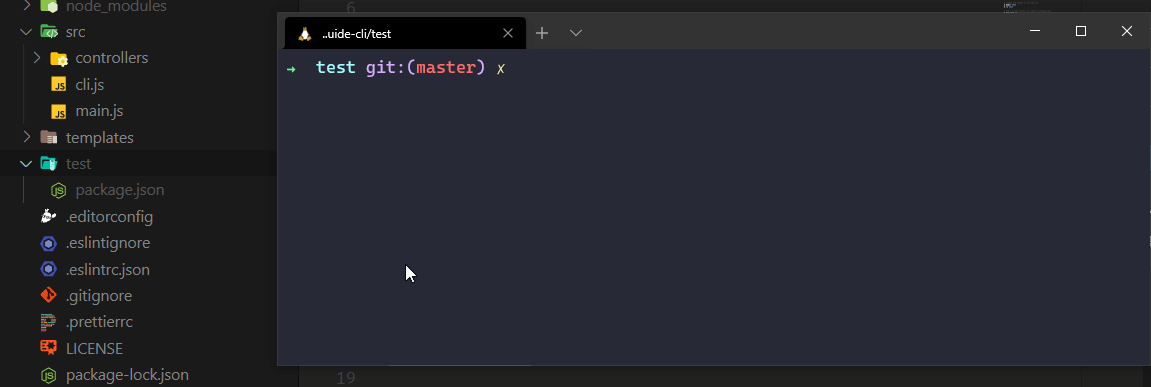 node_modules
src
controllers
cli.js
main.js
templates
test
package.json
.editorconfig
.eslintignore
.eslintrc.json
.gitignore
.prettierrc
LICENSE
package-lock.json
6
..uide-cli/test
→ test git:(master) ✗
19